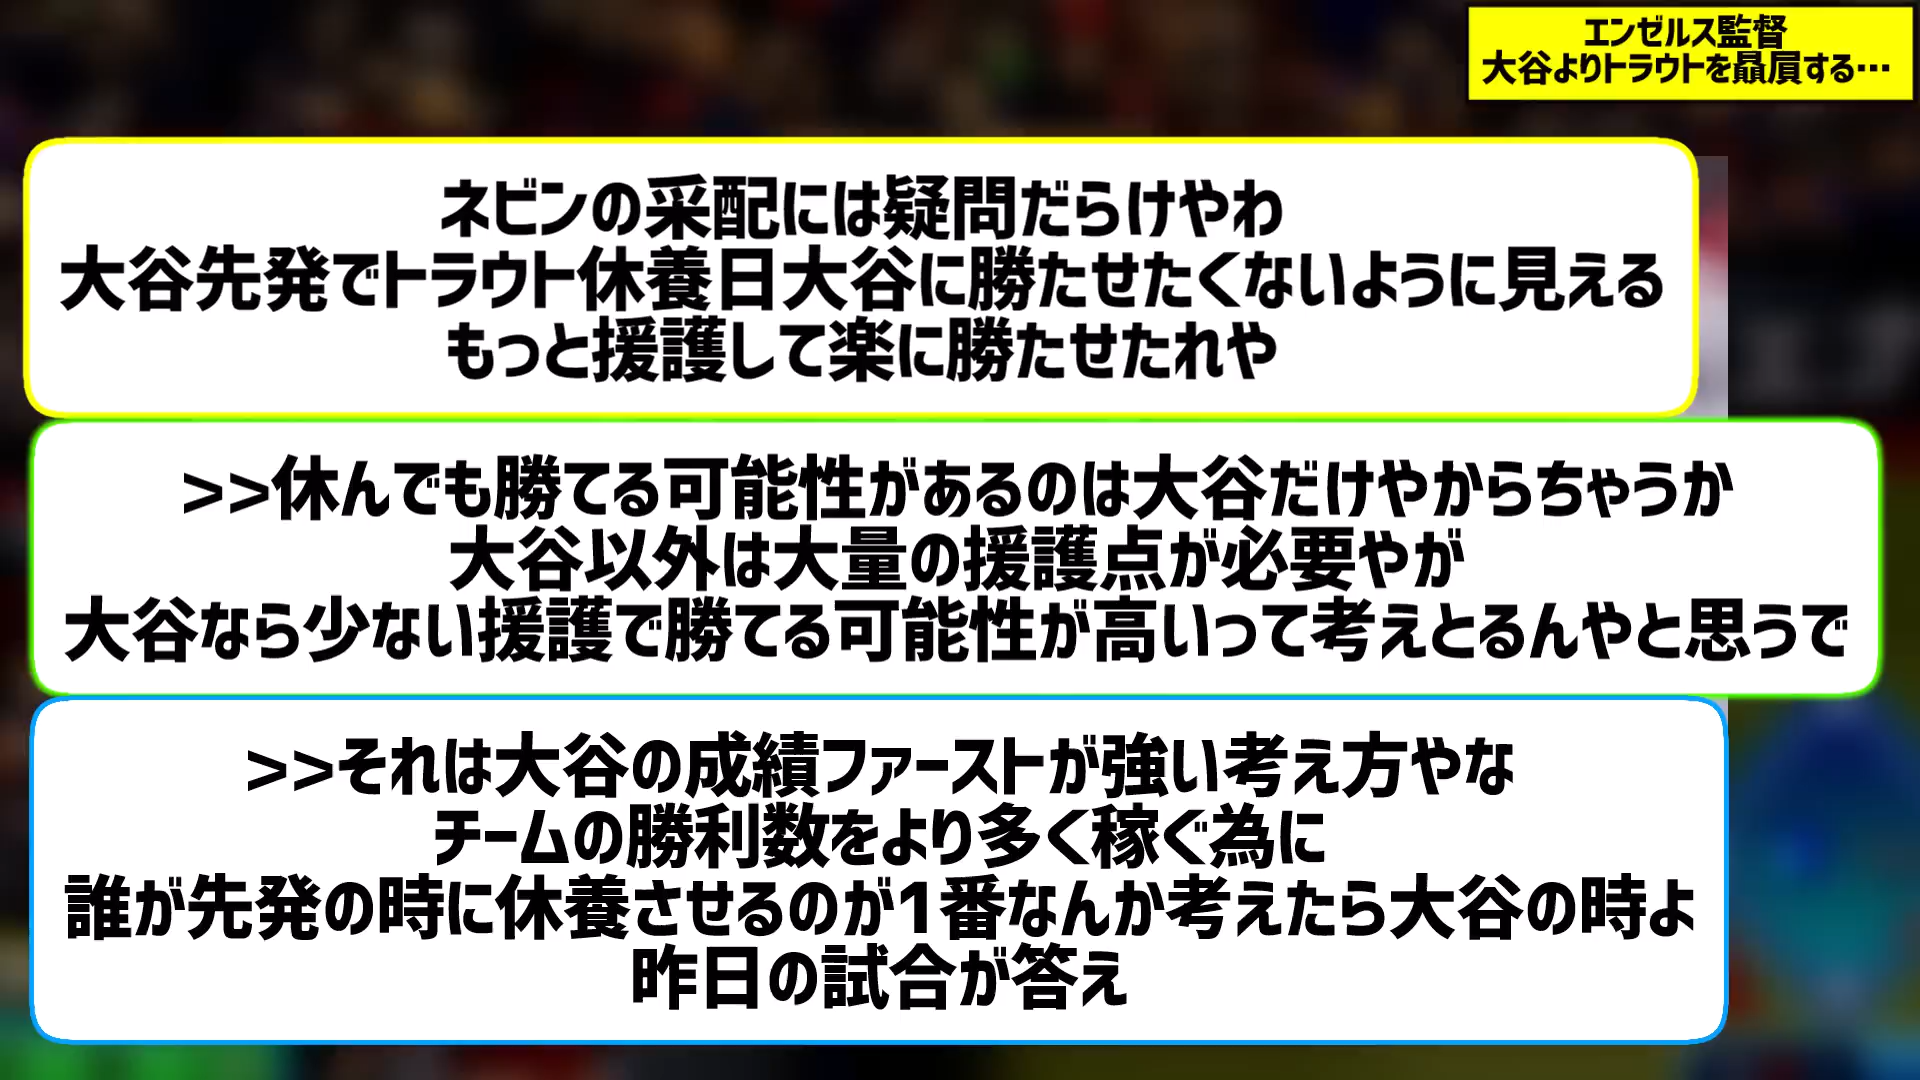 エンゼルス監督
大谷よりトラウトを贔屓する…
ネビンの采配には疑問だらけやわ
大谷先発でトラウト休養日大谷に勝たせたくないように見える
もっと援護して楽に勝たせたれや
>>休んでも勝てる可能性があるのは大谷だけやからちゃうか
大谷以外は大量の援護点が必要やが
大谷なら少ない援護で勝てる可能性が高いって考えとるんやと思うで
>>それは大谷の成績ファーストが強い考え方やな
チームの勝利数をより多く稼ぐ為に
誰が先発の時に休養させるのが1番なんか考えたら大谷の時よ
昨日の試合が答え